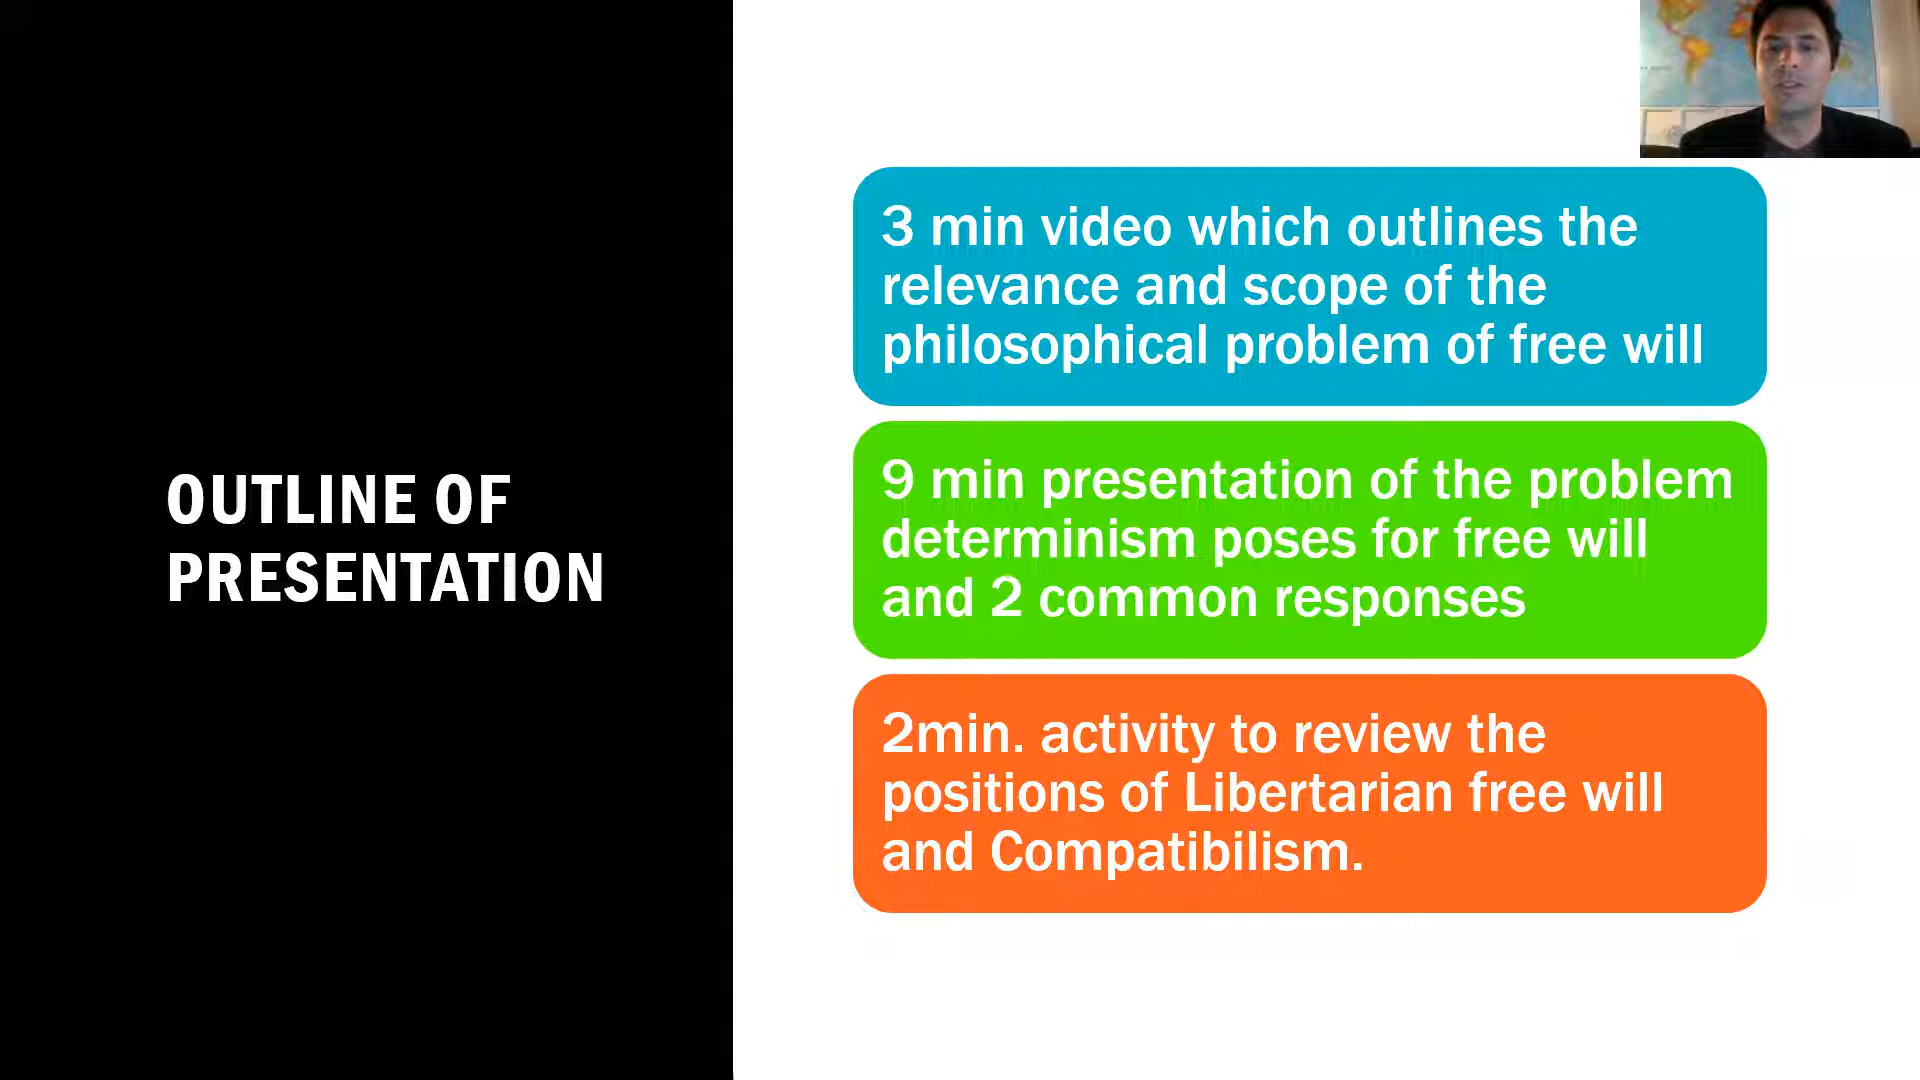 OUTLINE OF
PRESENTATION
3 min video which outlines the
relevance and scope of the
philosophical problem of free will
9 min presentation of the problem
determinism poses for free will
and 2 common responses
2min. activity to review the
positions of Libertarian free will
and Compatibilism.